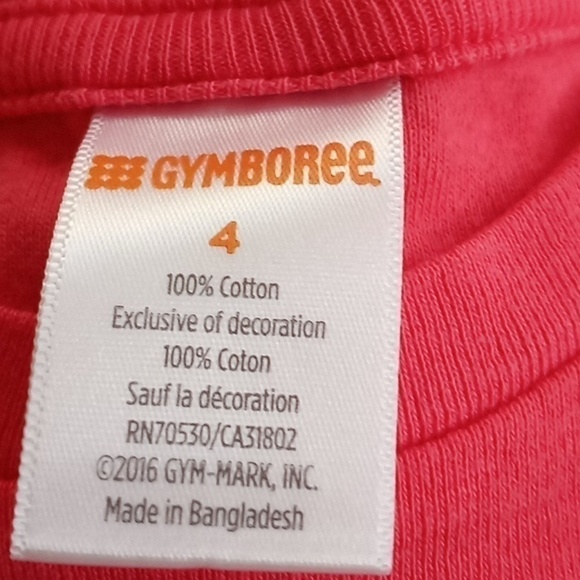 GYMBOREE
4
100% Cotton
Exclusive of decoration
100% Coton
Sauf la décoration
RN70530/CA31802
©2016 GYM-MARK, INC.
Made in Bangladesh